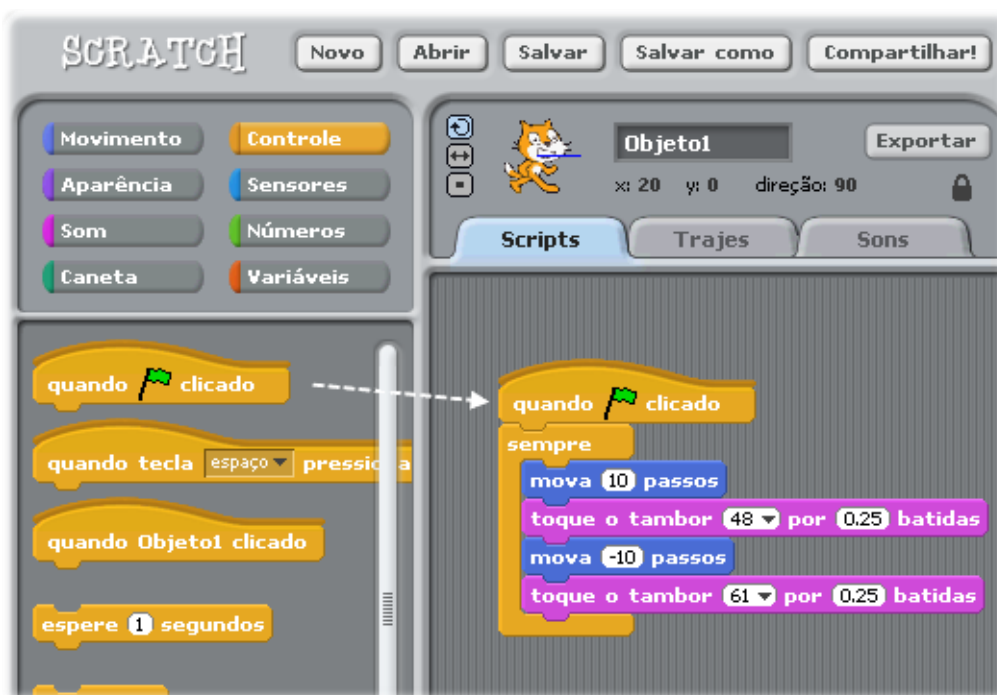 SCRATCH Novo Abrir Salvar Salvar como Compartilhar!
Movimento Controle
Aparência Sensores
Som Números
Caneta Variáveis
Objeto1 Exportar
x: 20 y: 0 direção: 90
Scripts Trajes Sons
quando clicado
quando tecla espaço pressiona
quando Objeto1 clicado
espere 1 segundos
quando clicado
sempre
mova 10 passos
toque o tambor 48 por 0.25 batidas
mova -10 passos
toque o tambor 61 por 0.25 batidas